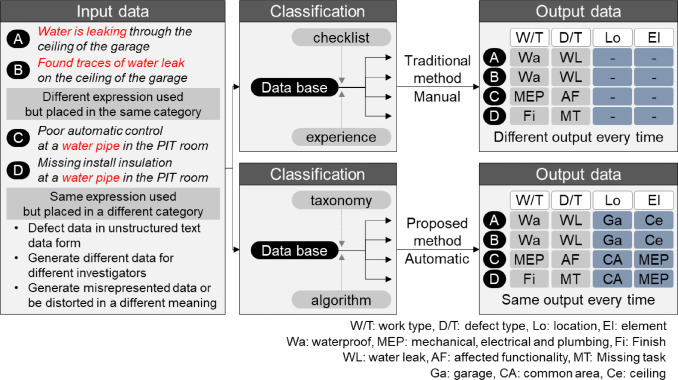 Input data
A Water is leaking through the
ceiling of the garage
B Found traces of water leak
on the ceiling of the garage
Different expression used
but placed in the same category
C Poor automatic control
at a water pipe in the PIT room
D Missing install insulation
at a water pipe in the PIT room
Same expression used
but placed in a different category
• Defect data in unstructured text
data form
• Generate different data for
different investigators
• Generate misrepresented data or
be distorted in a different meaning
Classification
checklist
Data base
experience
Traditional
method
Manual
Output data
W/T D/T Lo El
A Wa WL - -
B Wa WL - -
C MEP AF - -
D Fi MT - -
Different output every time
Classification
taxonomy
Data base
algorithm
Proposed
method
Automatic
Output data
W/T D/T Lo El
A Wa WL Ga Ce
B Wa WL Ga Ce
C MEP AF CA MEP
D Fi MT CA MEP
Same output every time
W/T: work type, D/T: defect type, Lo: location, El: element
Wa: waterproof, MEP: mechanical, electrical and plumbing, Fi: Finish
WL: water leak, AF: affected functionality, MT: Missing task
Ga: garage, CA: common area, Ce: ceiling